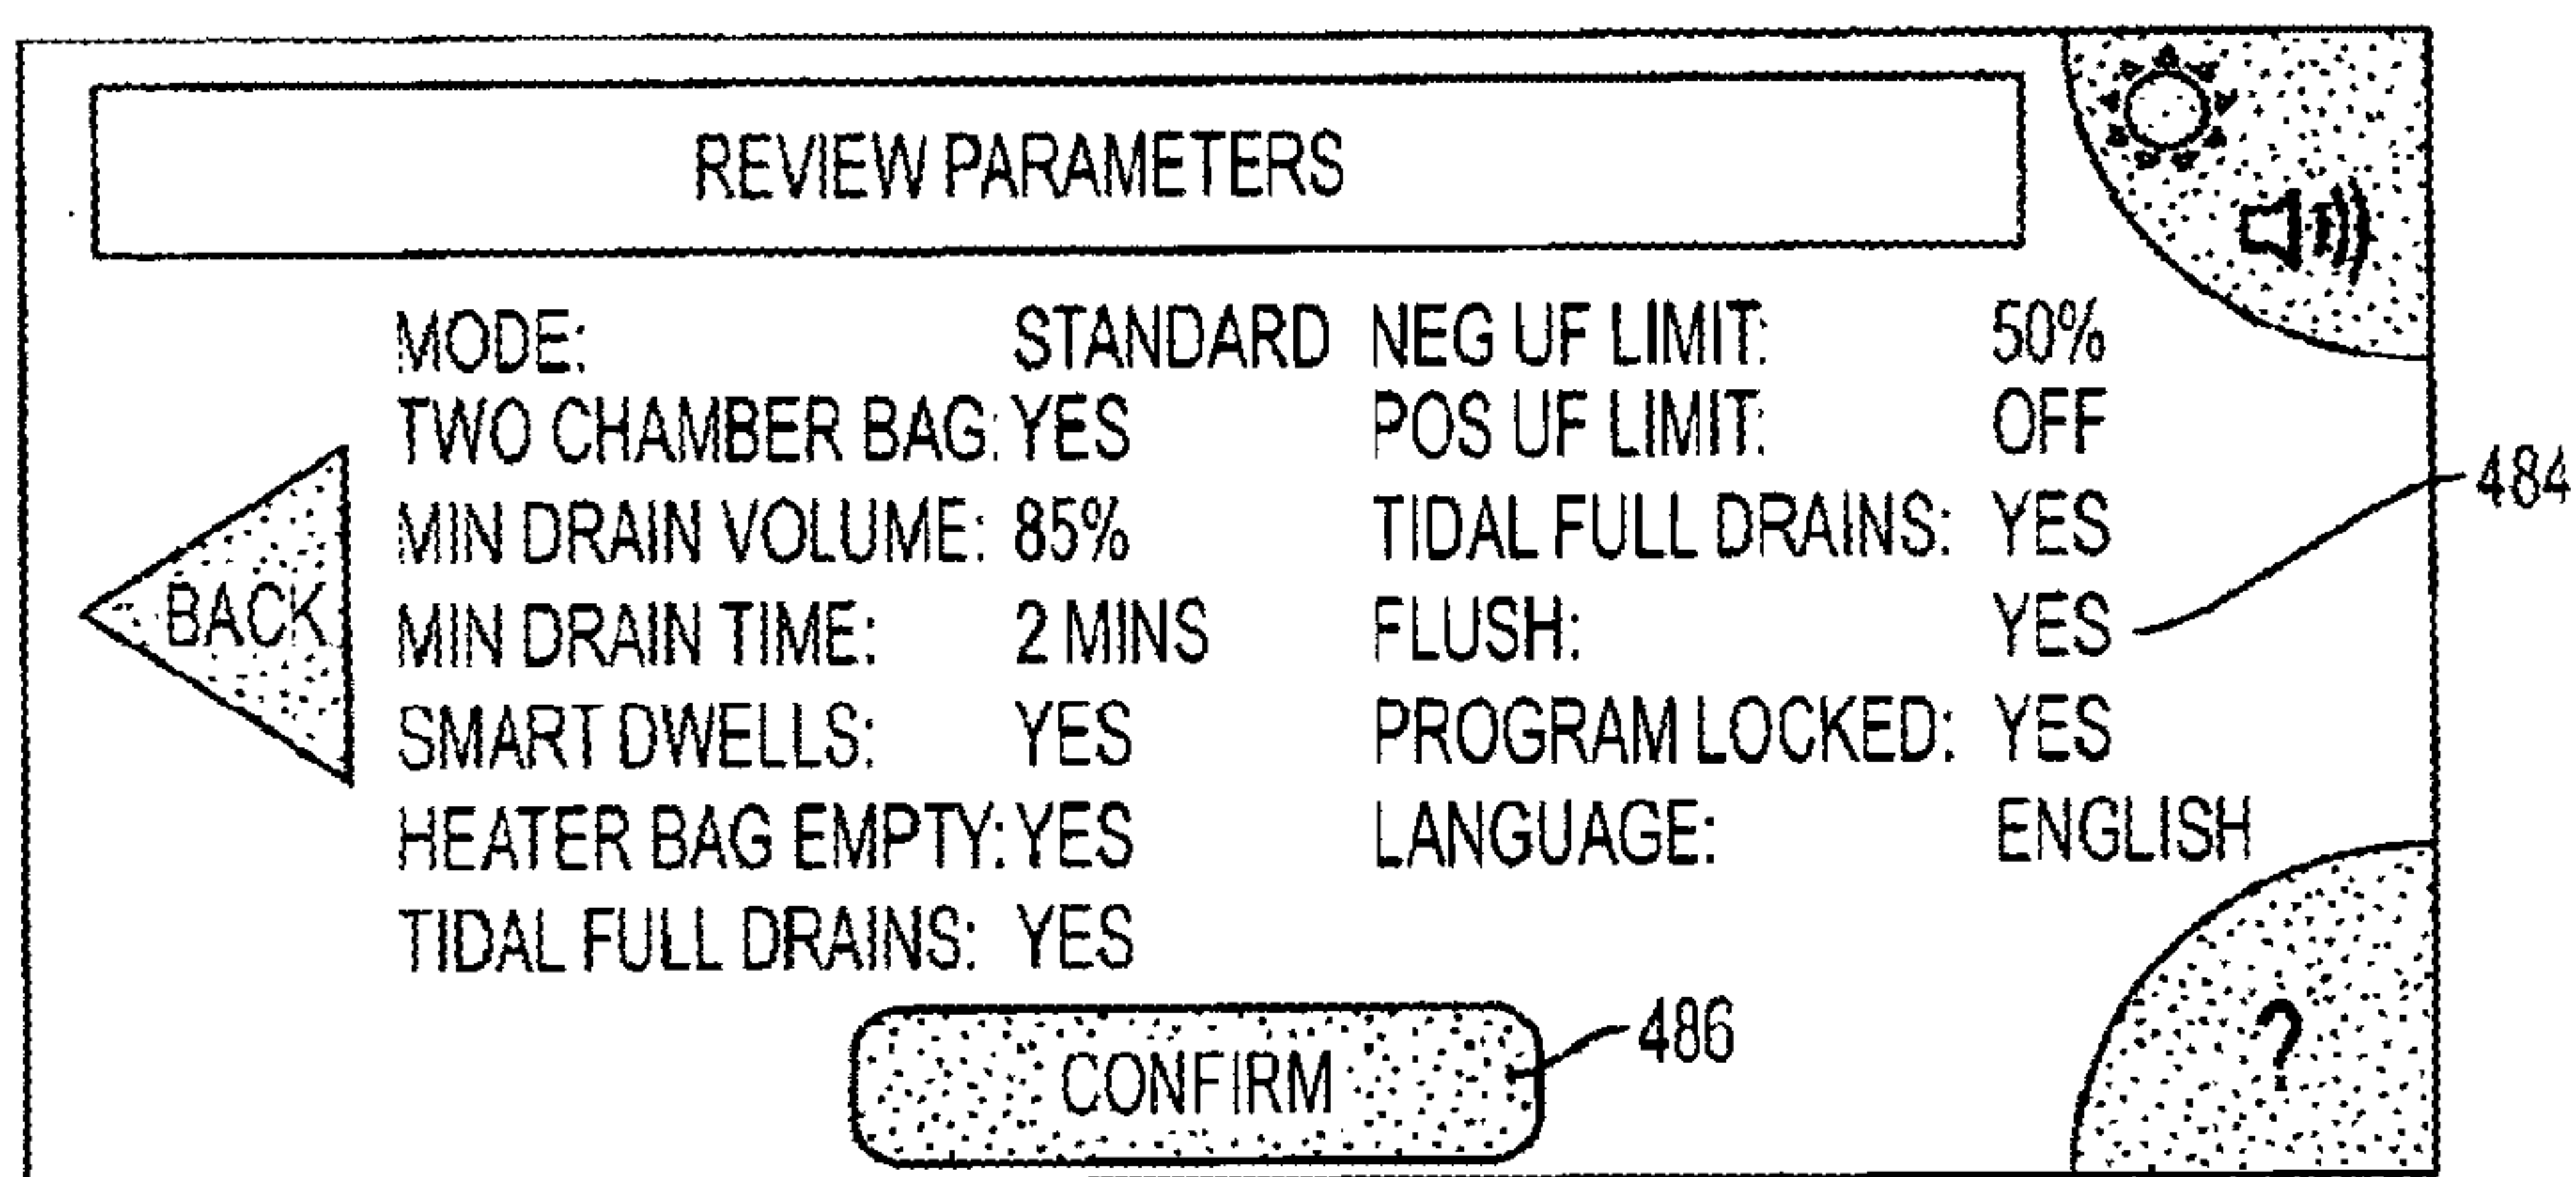 REVIEW PARAMETERS
MODE: STANDARD NEG UF LIMIT: 50%
TWO CHAMBER BAG: YES POS UF LIMIT: OFF
MIN DRAIN VOLUME: 85% TIDAL FULL DRAINS: YES
484
BACK
MIN DRAIN TIME: 2 MINS FLUSH: YES
SMART DWELLS: YES PROGRAM LOCKED: YES
HEATER BAG EMPTY: YES LANGUAGE: ENGLISH
TIDAL FULL DRAINS: YES
CONFIRM
486
?